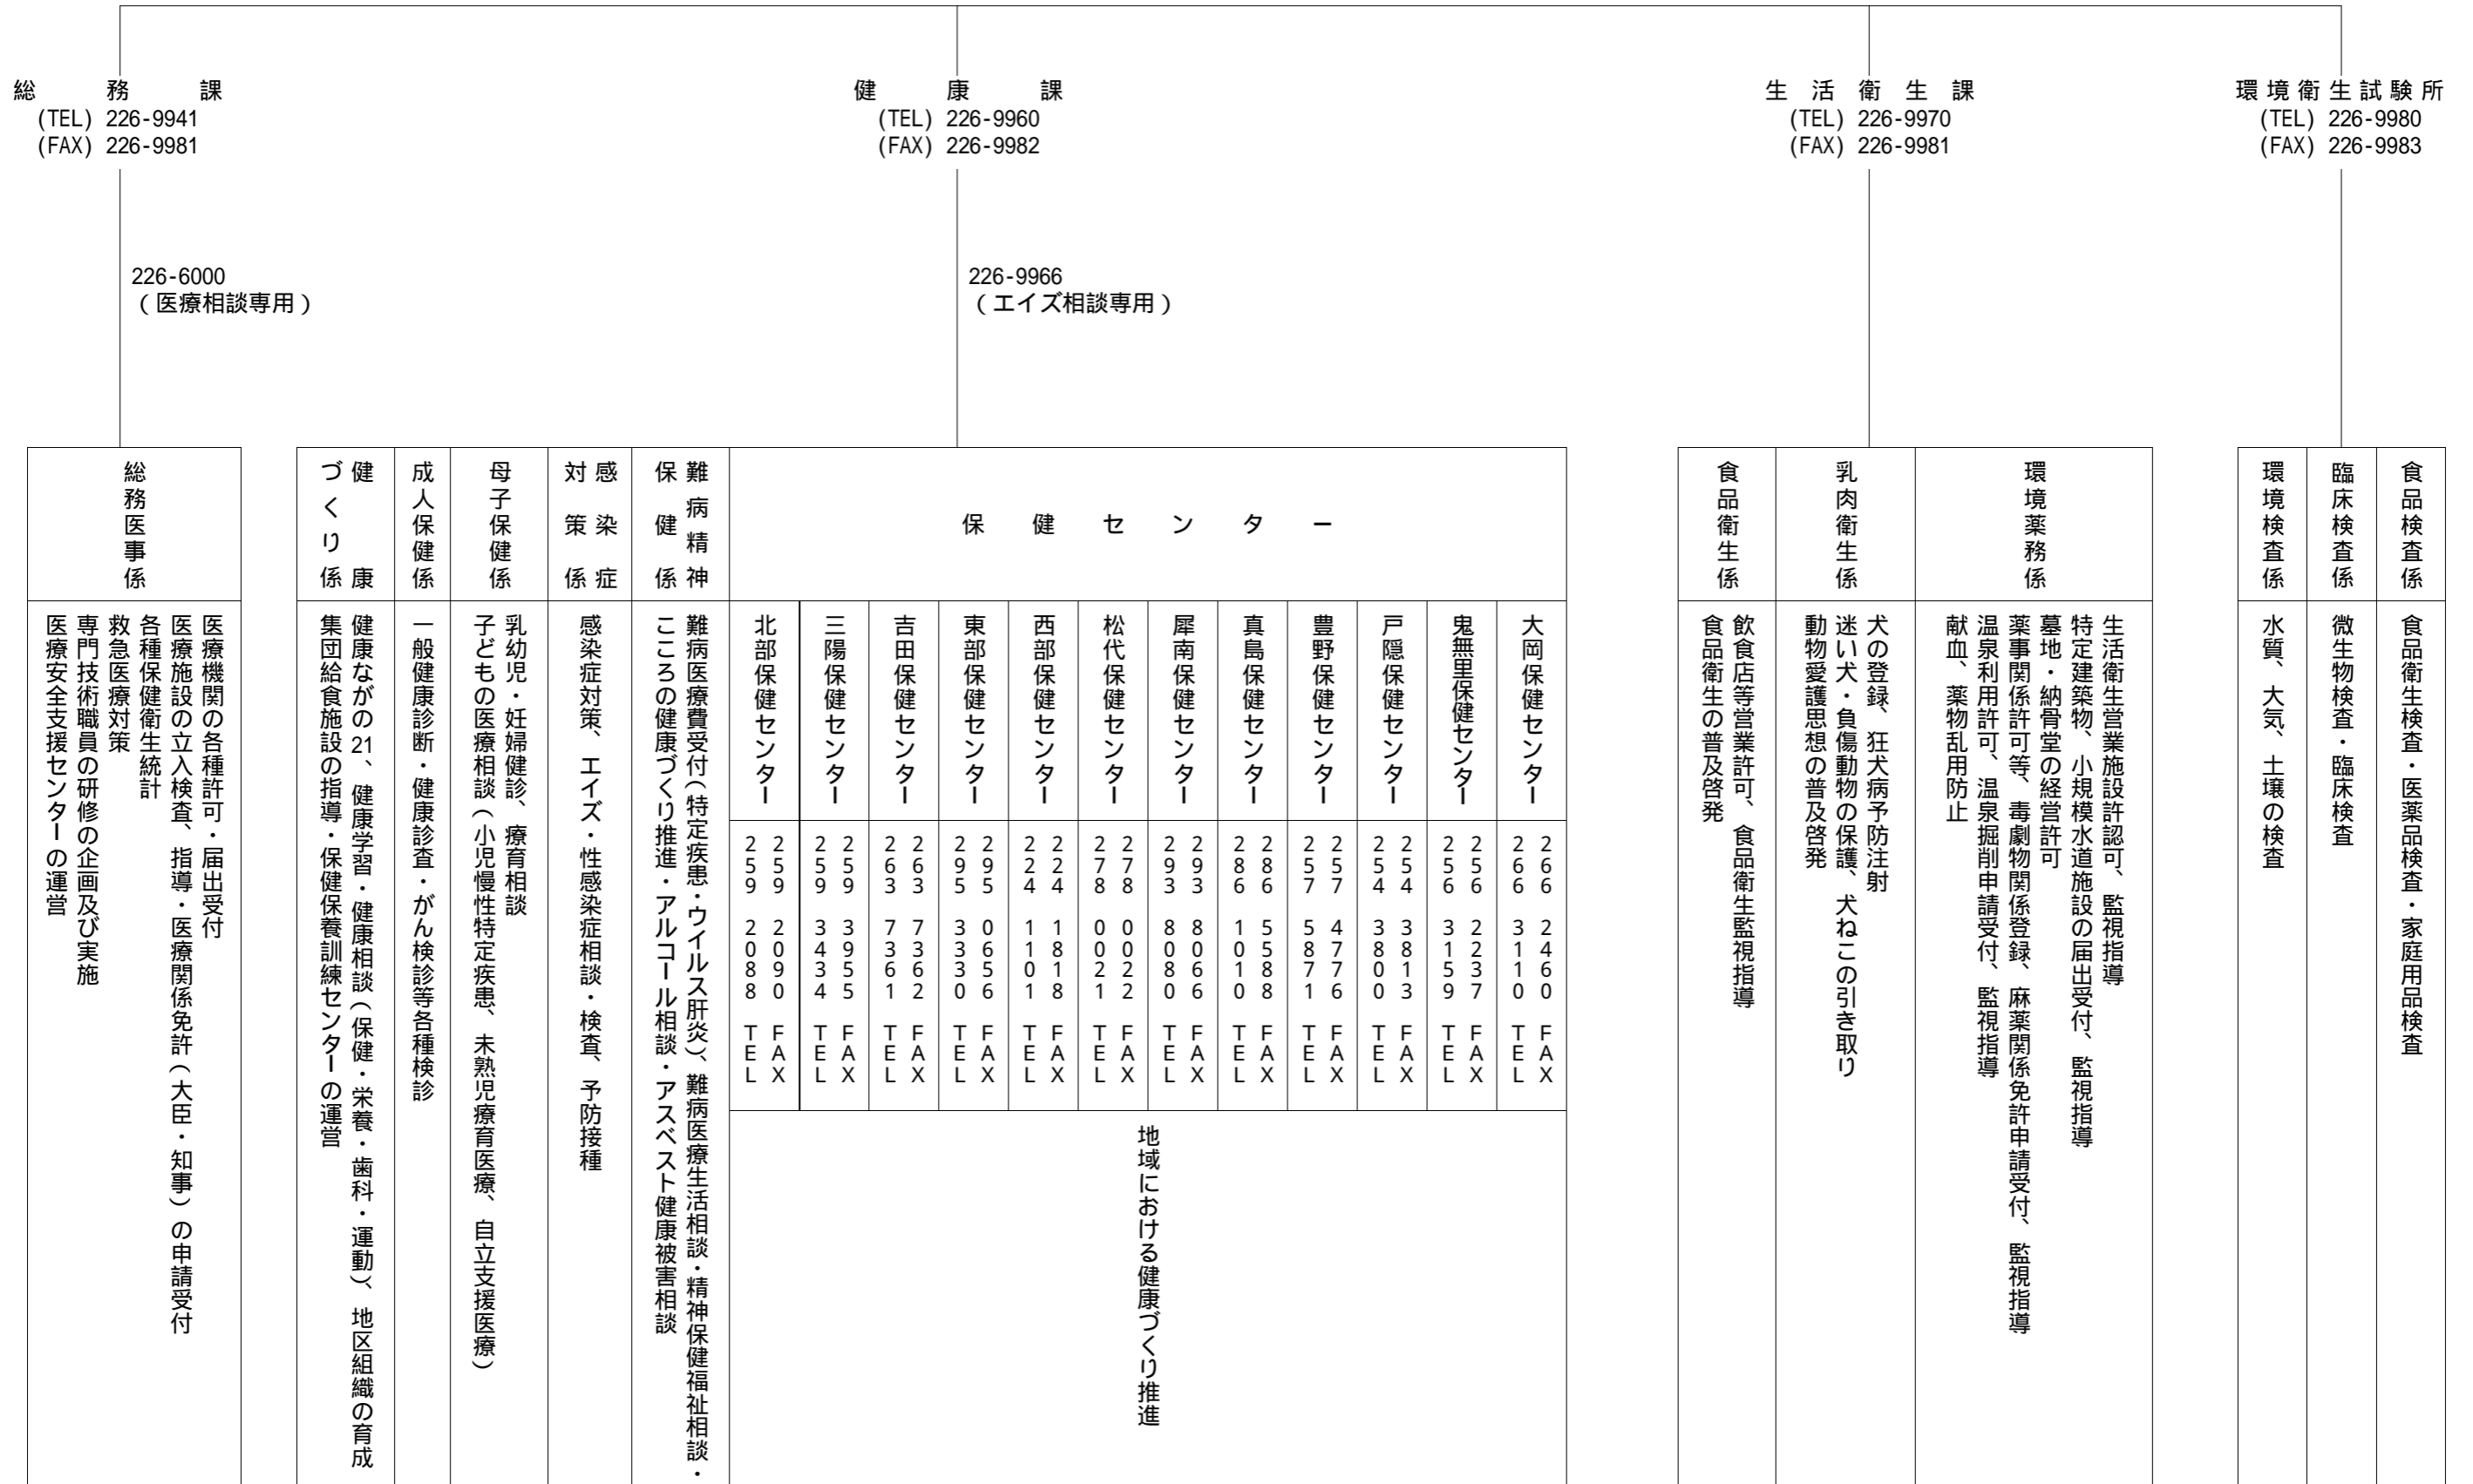 総務課
(TEL) 226-9941
(FAX) 226-9981
226-6000
(医療相談専用)
総務医事係
医療機関の各種許可・届出受付
医療施設の立入検査、指導・医療関係免許(大臣・知事)の申請受付
各種保健衛生統計
救急医療対策
専門技術職員の研修の企画及び実施
医療安全支援センターの運営
健康課
(TEL) 226-9960
(FAX) 226-9982
226-9966
(エイズ相談専用)
健康
づくり係
健康ながの21、健康学習・健康相談(保健・栄養・歯科・運動)、地区組織の育成
集団給食施設の指導・保健保養訓練センターの運営
成人保健係
一般健康診断・健康診査・がん検診等各種検診
母子保健係
乳幼児・妊婦健診、療育相談
子どもの医療相談(小児慢性特定疾患、未熟児療育医療、自立支援医療)
感染症
対策係
感染症対策、エイズ・性感染症相談・検査、予防接種
難病精神
保健係
難病医療費受付(特定疾患・ウイルス肝炎)、難病医療生活相談・精神保健福祉相談・
こころの健康づくり推進・アルコール相談・アスベスト健康被害相談
保健センター
北部保健センター
259 2090 FAX
259 2088 TEL
三陽保健センター
259 3955 FAX
259 3434 TEL
吉田保健センター
263 7362 FAX
263 7361 TEL
東部保健センター
295 0656 FAX
295 3330 TEL
西部保健センター
224 1818 FAX
224 1101 TEL
松代保健センター
278 0022 FAX
278 0021 TEL
犀南保健センター
293 8066 FAX
293 8080 TEL
真島保健センター
286 5588 FAX
286 1010 TEL
豊野保健センター
257 4776 FAX
257 5871 TEL
戸隠保健センター
254 3813 FAX
254 3800 TEL
鬼無里保健センター
256 2237 FAX
256 3159 TEL
大岡保健センター
266 2460 FAX
266 3110 TEL
地域における健康づくり推進
生活衛生課
(TEL) 226-9970
(FAX) 226-9981
食品衛生係
飲食店等営業許可、食品衛生監視指導
食品衛生の普及啓発
乳肉衛生係
犬の登録、狂犬病予防注射
迷い犬・負傷動物の保護、犬ねこの引き取り
動物愛護思想の普及啓発
環境薬務係
生活衛生営業施設許認可、監視指導
特定建築物、小規模水道施設の届出受付、監視指導
墓地・納骨堂の経営許可
薬事関係許可等、毒劇物関係登録、麻薬関係免許申請受付、監視指導
温泉利用許可、温泉掘削申請受付、監視指導
献血、薬物乱用防止
環境衛生試験所
(TEL) 226-9980
(FAX) 226-9983
環境検査係
水質、大気、土壌の検査
臨床検査係
微生物検査・臨床検査
食品検査係
食品衛生検査・医薬品検査・家庭用品検査